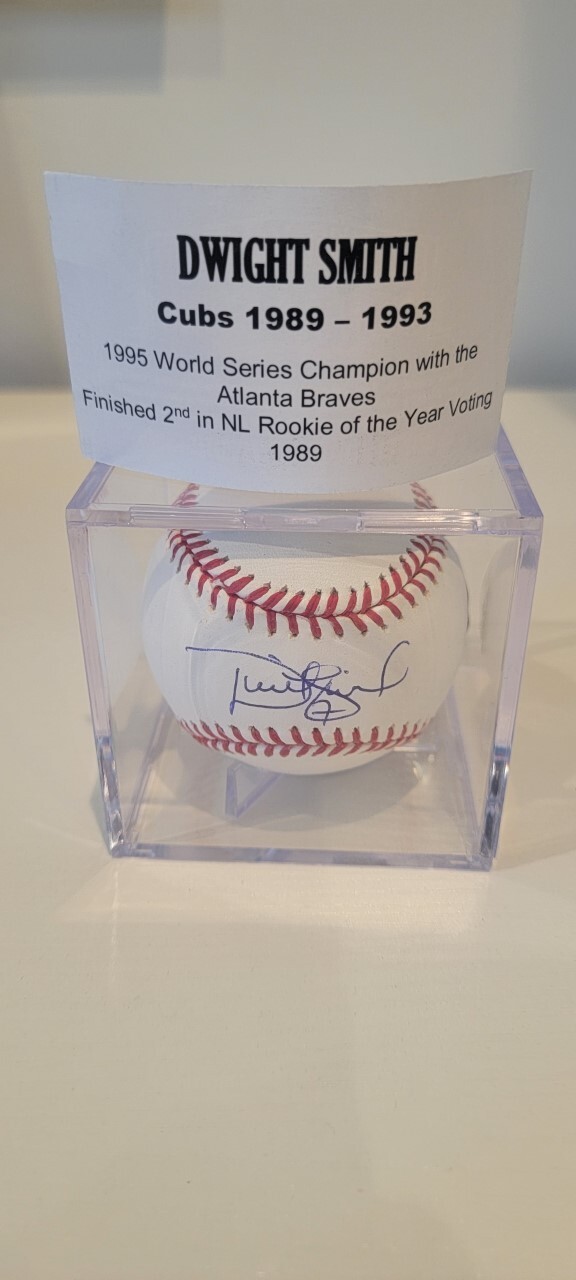 DWIGHT SMITH
Cubs 1989 – 1993
1995 World Series Champion with the
Atlanta Braves
Finished 2nd in NL Rookie of the Year Voting
1989